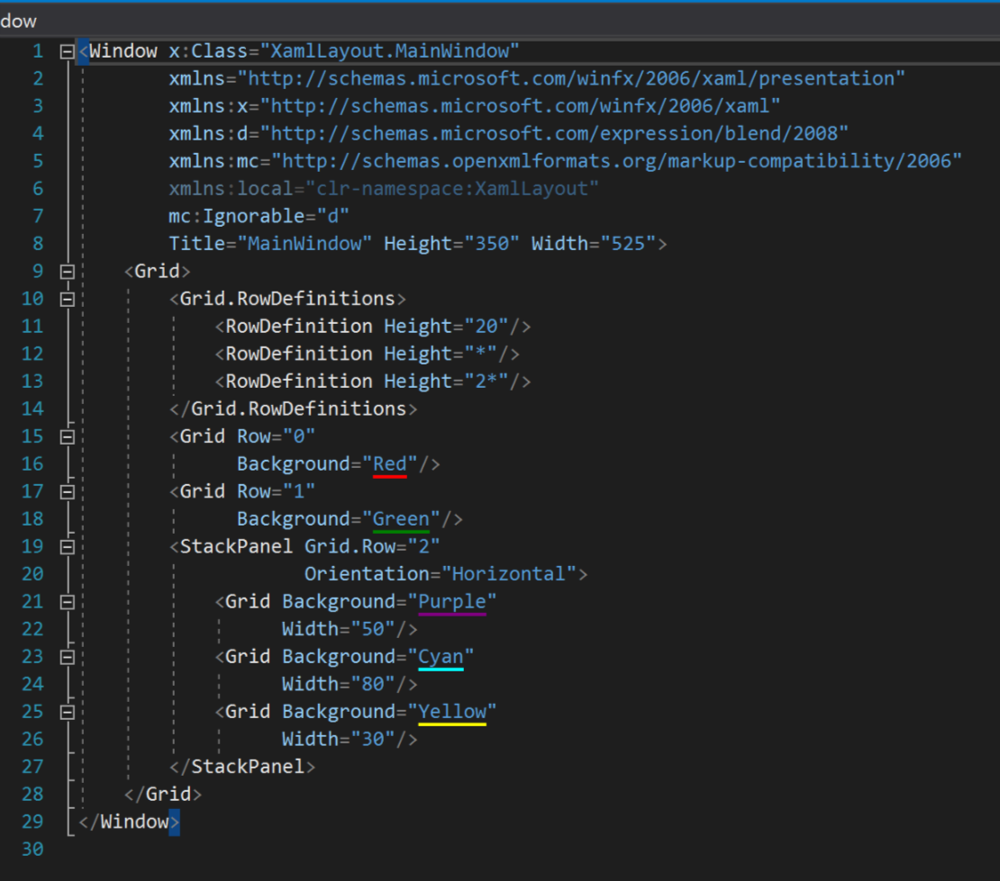 dow
1 <Window x:Class="XamlLayout.MainWindow"
2 xmlns="http://schemas.microsoft.com/winfx/2006/xaml/presentation"
3 xmlns:x="http://schemas.microsoft.com/winfx/2006/xaml"
4 xmlns:d="http://schemas.microsoft.com/expression/blend/2008"
5 xmlns:mc="http://schemas.openxmlformats.org/markup-compatibility/2006"
6 xmlns:local="clr-namespace:XamlLayout"
7 mc:Ignorable="d"
8 Title="MainWindow" Height="350" Width="525">
9 <Grid>
10 <Grid.RowDefinitions>
11 <RowDefinition Height="20"/>
12 <RowDefinition Height="*"/>
13 <RowDefinition Height="2*"/>
14 </Grid.RowDefinitions>
15 <Grid Row="0"
16 Background="Red"/>
17 <Grid Row="1"
18 Background="Green"/>
19 <StackPanel Grid.Row="2"
20 Orientation="Horizontal">
21 <Grid Background="Purple"
22 Width="50"/>
23 <Grid Background="Cyan"
24 Width="80"/>
25 <Grid Background="Yellow"
26 Width="30"/>
27 </StackPanel>
28 </Grid>
29 </Window>
30